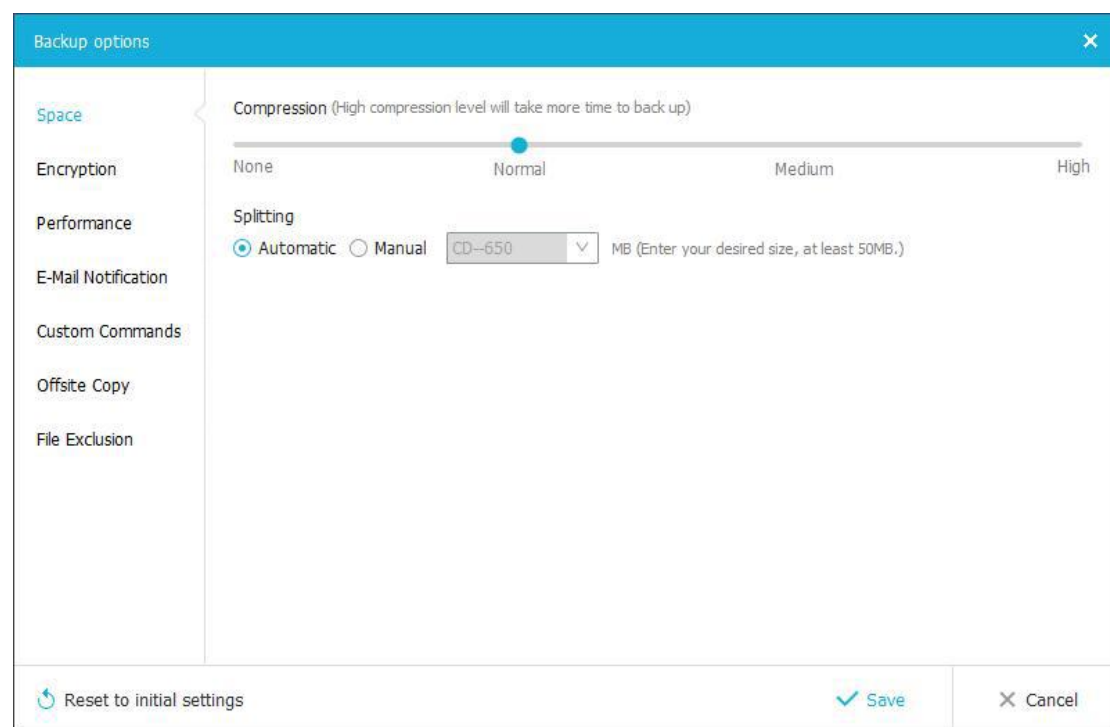 Backup options
Space
Encryption
Performance
E-Mail Notification
Custom Commands
Offsite Copy
File Exclusion
Compression (High compression level will take more time to back up)
None Normal Medium High
Splitting
Automatic Manual CD--650 MB (Enter your desired size, at least 50MB.)
Reset to initial settings Save Cancel